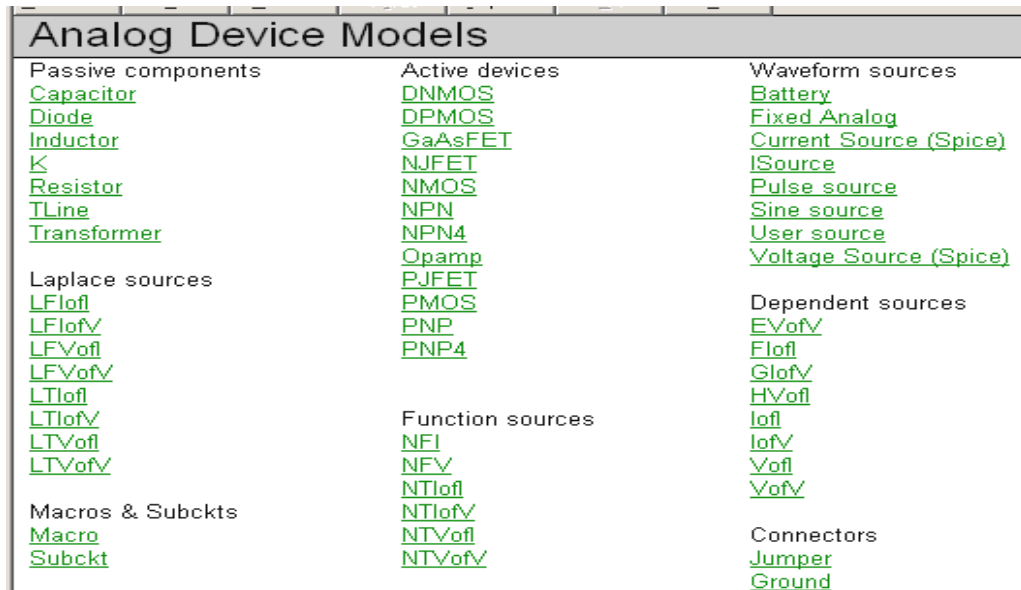 Analog Device Models
Passive components
Capacitor
Diode
Inductor
K
Resistor
TLine
Transformer
Laplace sources
LFIofI
LFIofV
LFVofI
LFVofV
LTIofI
LTIofV
LTVofI
LTVofV
Macros & Subckts
Macro
Subckt
Active devices
DNMOS
DPMOS
GaAsFET
NJFET
NMOS
NPN
NPN4
Opamp
PJFET
PMOS
PNP
PNP4
Function sources
NFI
NFV
NTIofI
NTIofV
NTVofI
NTVofV
Waveform sources
Battery
Fixed Analog
Current Source (Spice)
ISource
Pulse source
Sine source
User source
Voltage Source (Spice)
Dependent sources
EVofV
FIofI
GIofV
HVofI
IofI
IofV
VofI
VofV
Connectors
Jumper
Ground